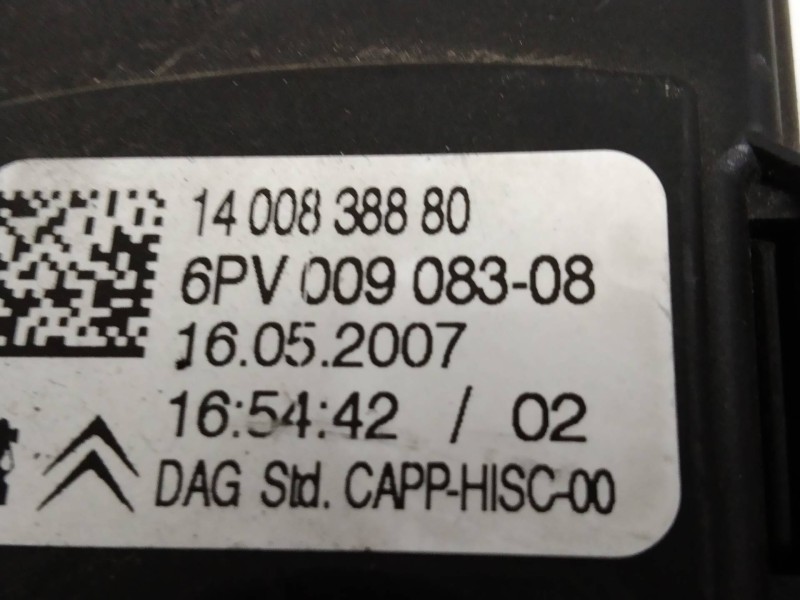 14 008 388 80
6PV 009 083-08
16.05.2007
16:54:42 / 02
DAG Std. CAPP-HISC-00